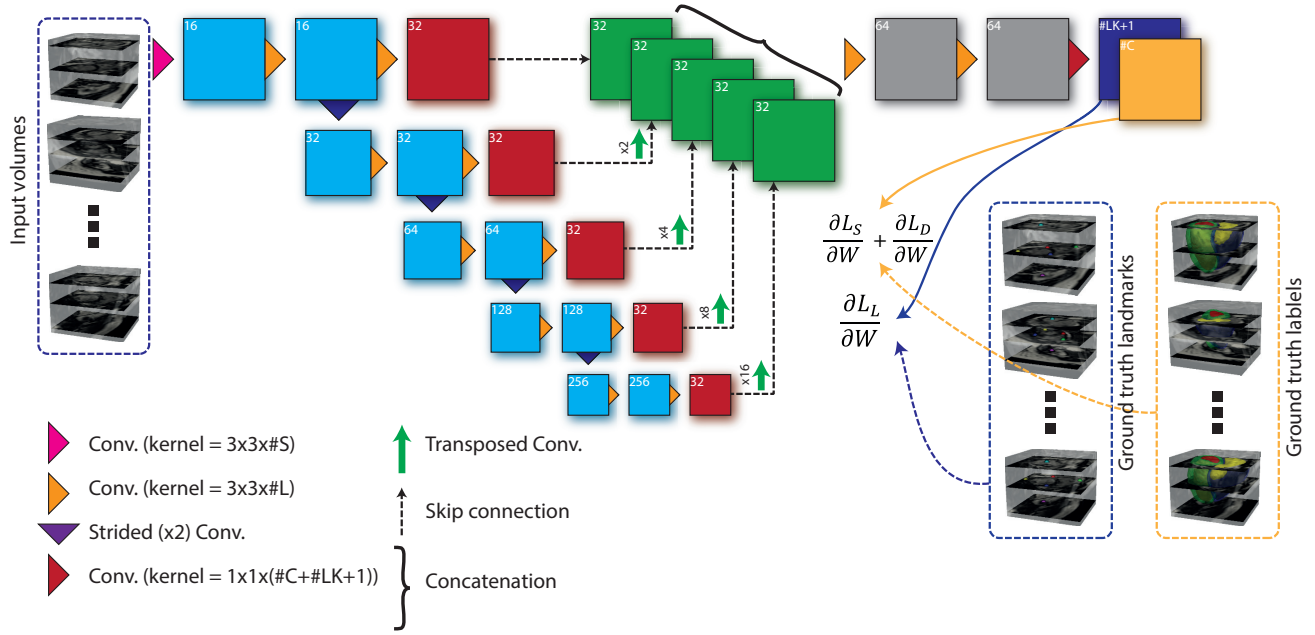 Input volumes
16
16
32
32
32
32
32
32
64
64
#LK+1
#C
32
32
32
x2
64
64
32
x4
128
128
32
x8
256
256
32
x16
∂L_S/∂W + ∂L_D/∂W
∂L_L/∂W
Ground truth landmarks
Ground truth lablels
Conv. (kernel = 3x3x#S)
Conv. (kernel = 3x3x#L)
Strided (x2) Conv.
Conv. (kernel = 1x1x(#C+#LK+1))
Transposed Conv.
Skip connection
Concatenation